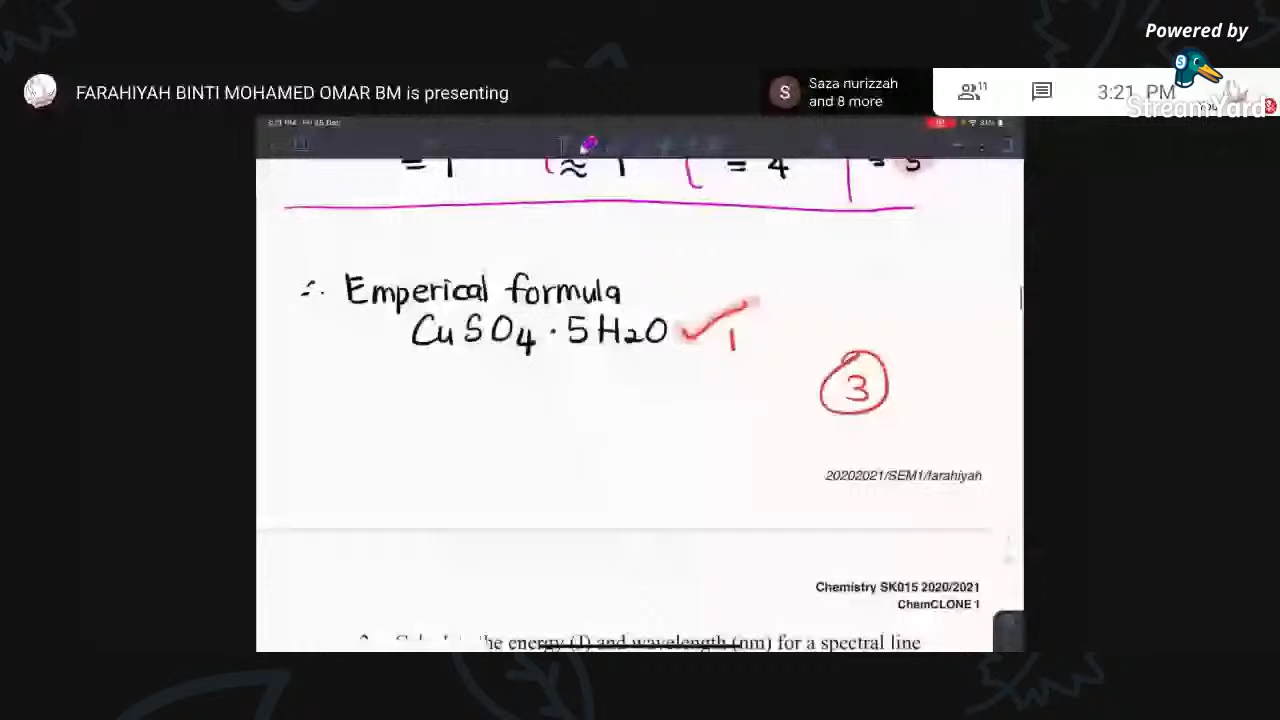 Powered by
FARAHIYAH BINTI MOHAMED OMAR BM is presenting
S
Saza nurizzah
and 8 more
11
3:21 PM
StreamYard
= 1 ≈ 1 = 4 = 5
∴ Emperical formula
CuSO4 · 5H2O ✓ 1
3
20202021/SEM1/farahiyah
Chemistry SK015 2020/2021
ChemCLONE 1
energy (J) and wavelength (nm) for a spectral line